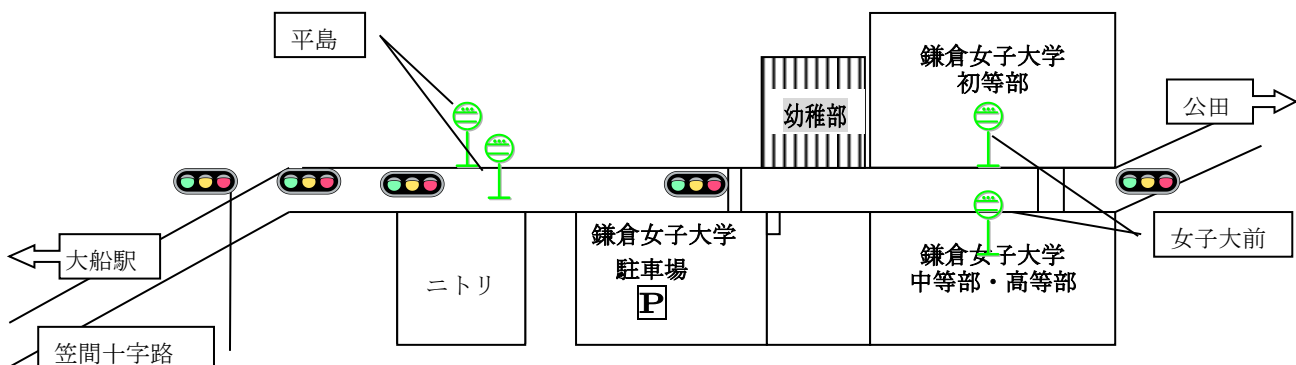 平島
鎌倉女子大学
初等部
幼稚部
公田
大船駅
ニトリ
鎌倉女子大学
駐車場
P
鎌倉女子大学
中等部・高等部
女子大前
笠間十字路